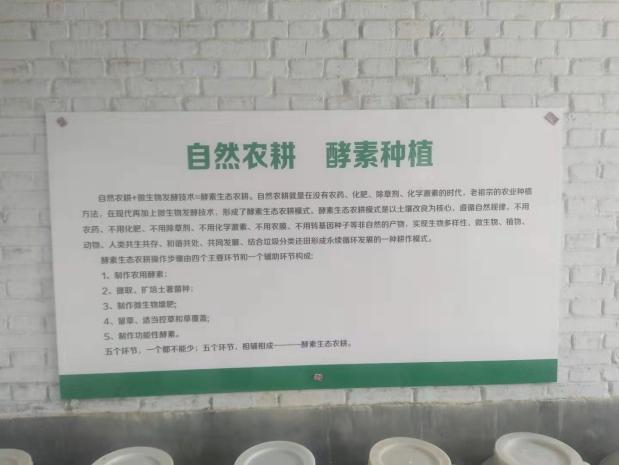 自然农耕 酵素种植
自然农耕+微生物发酵技术=酵素生态农耕。自然农耕就是在没有农药、化肥、除草剂、化学激素的时代，老祖宗的农业种植
方法，在现代再加上微生物发酵技术，形成了酵素生态农耕模式。酵素生态农耕模式是以土壤改良为核心，遵循自然规律，不用
农药、不用化肥、不用除草剂、不用化学激素、不用农膜、不用转基因种子等非自然的产物，实现生物多样性，微生物、植物、
动物、人类共生共存、和谐共处、共同发展、结合垃圾分类还田形成永续循环发展的一种耕作模式。
酵素生态农耕操作步骤由四个主要环节和一个辅助环节构成：
1、制作农用酵素；
2、提取、扩培土著菌种；
3、制作微生物堆肥；
4、留草、适当控草和草覆盖；
5、制作功能性酵素。
五个环节，一个都不能少；五个环节，相辅相成———酵素生态农耕。